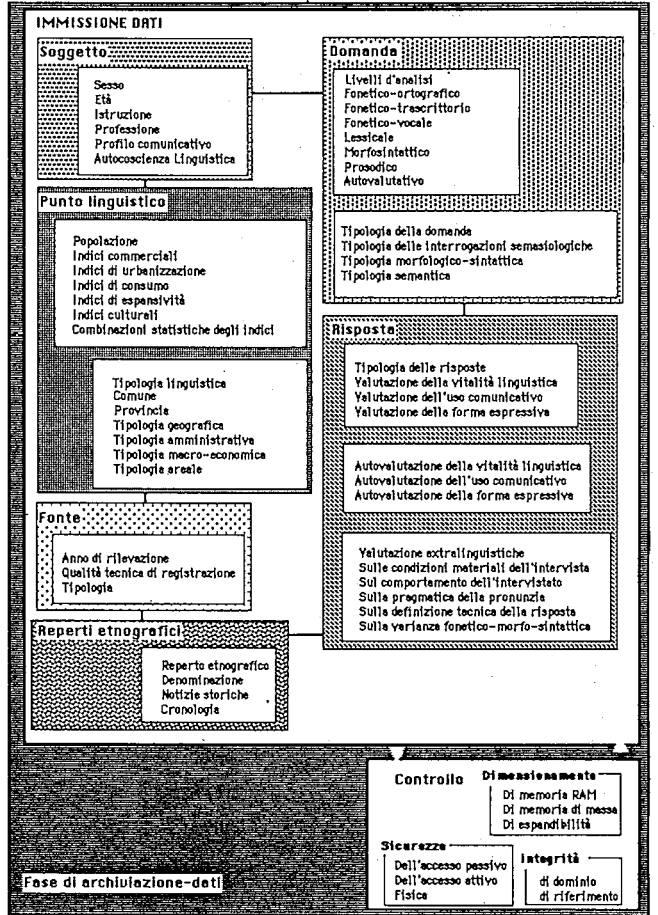 IMMISSIONE DATI
Soggetto
Sesso
Età
Istruzione
Professione
Profilo comunicativo
Autocoscienza Linguistica
Domanda
Livelli d'analisi
Fonetico-ortografico
Fonetico-trascrittorio
Fonetico-vocale
Lessicale
Morfosintattico
Prosodico
Autovalutativo
Tipologia della domanda
Tipologia delle interrogazioni semasiologiche
Tipologia morfologico-sintattica
Tipologia semantica
Punto linguistico
Popolazione
Indici commerciali
Indici di urbanizzazione
Indici di consumo
Indici di espansività
Indici culturali
Combinazioni statistiche degli indici
Tipologia linguistica
Comune
Provincia
Tipologia geografica
Tipologia amministrativa
Tipologia macro-economica
Tipologia areale
Risposta
Tipologia delle risposte
Valutazione della vitalità linguistica
Valutazione dell'uso comunicativo
Valutazione della forma espressiva
Autovalutazione della vitalità linguistica
Autovalutazione dell'uso comunicativo
Autovalutazione della forma espressiva
Valutazione extralinguistiche
Sulle condizioni materiali dell'intervista
Sul comportamento dell'intervistato
Sulla pragmatica della pronunzia
Sulla definizione tecnica della risposta
Sulla varianza fonetico-morfo-sintattica
Fonte
Anno di rilevazione
Qualità tecnica di registrazione
Tipologia
Reperti etnografici
Reperto etnografico
Denominazione
Notizie storiche
Cronologia
Controllo
Dimensionamento
Di memoria RAM
Di memoria di massa
Di espandibilità
Sicurezza
Dell'accesso passivo
Dell'accesso attivo
Fisica
Integrità
di dominio
di riferimento
Fase di archiviazione-dati